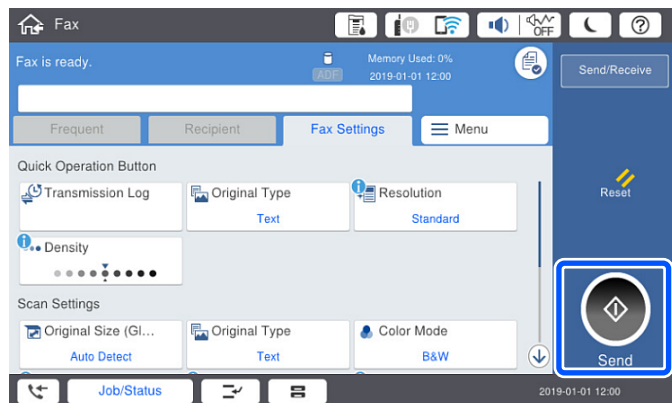 Fax
OFF
?
Fax is ready.
ADF
Memory Used: 0%
2019-01-01 12:00
Send/Receive
Frequent
Recipient
Fax Settings
Menu
Quick Operation Button
Transmission Log
Original Type
Text
i
Resolution
Standard
i
Density
Reset
Scan Settings
Original Size (Gl...
Auto Detect
Original Type
Text
Color Mode
B&W
Send
Job/Status
2019-01-01 12:00